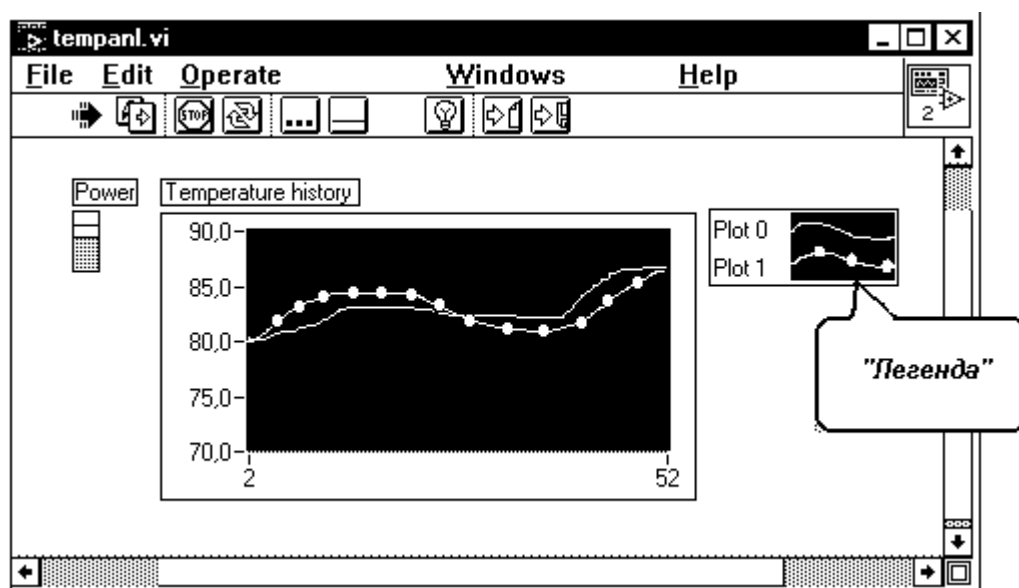 tempanl.vi
File Edit Operate Windows Help
STOP
2
Power
Temperature history
90,0
85,0
80,0
75,0
70,0
2 52
Plot 0
Plot 1
"Легенда"